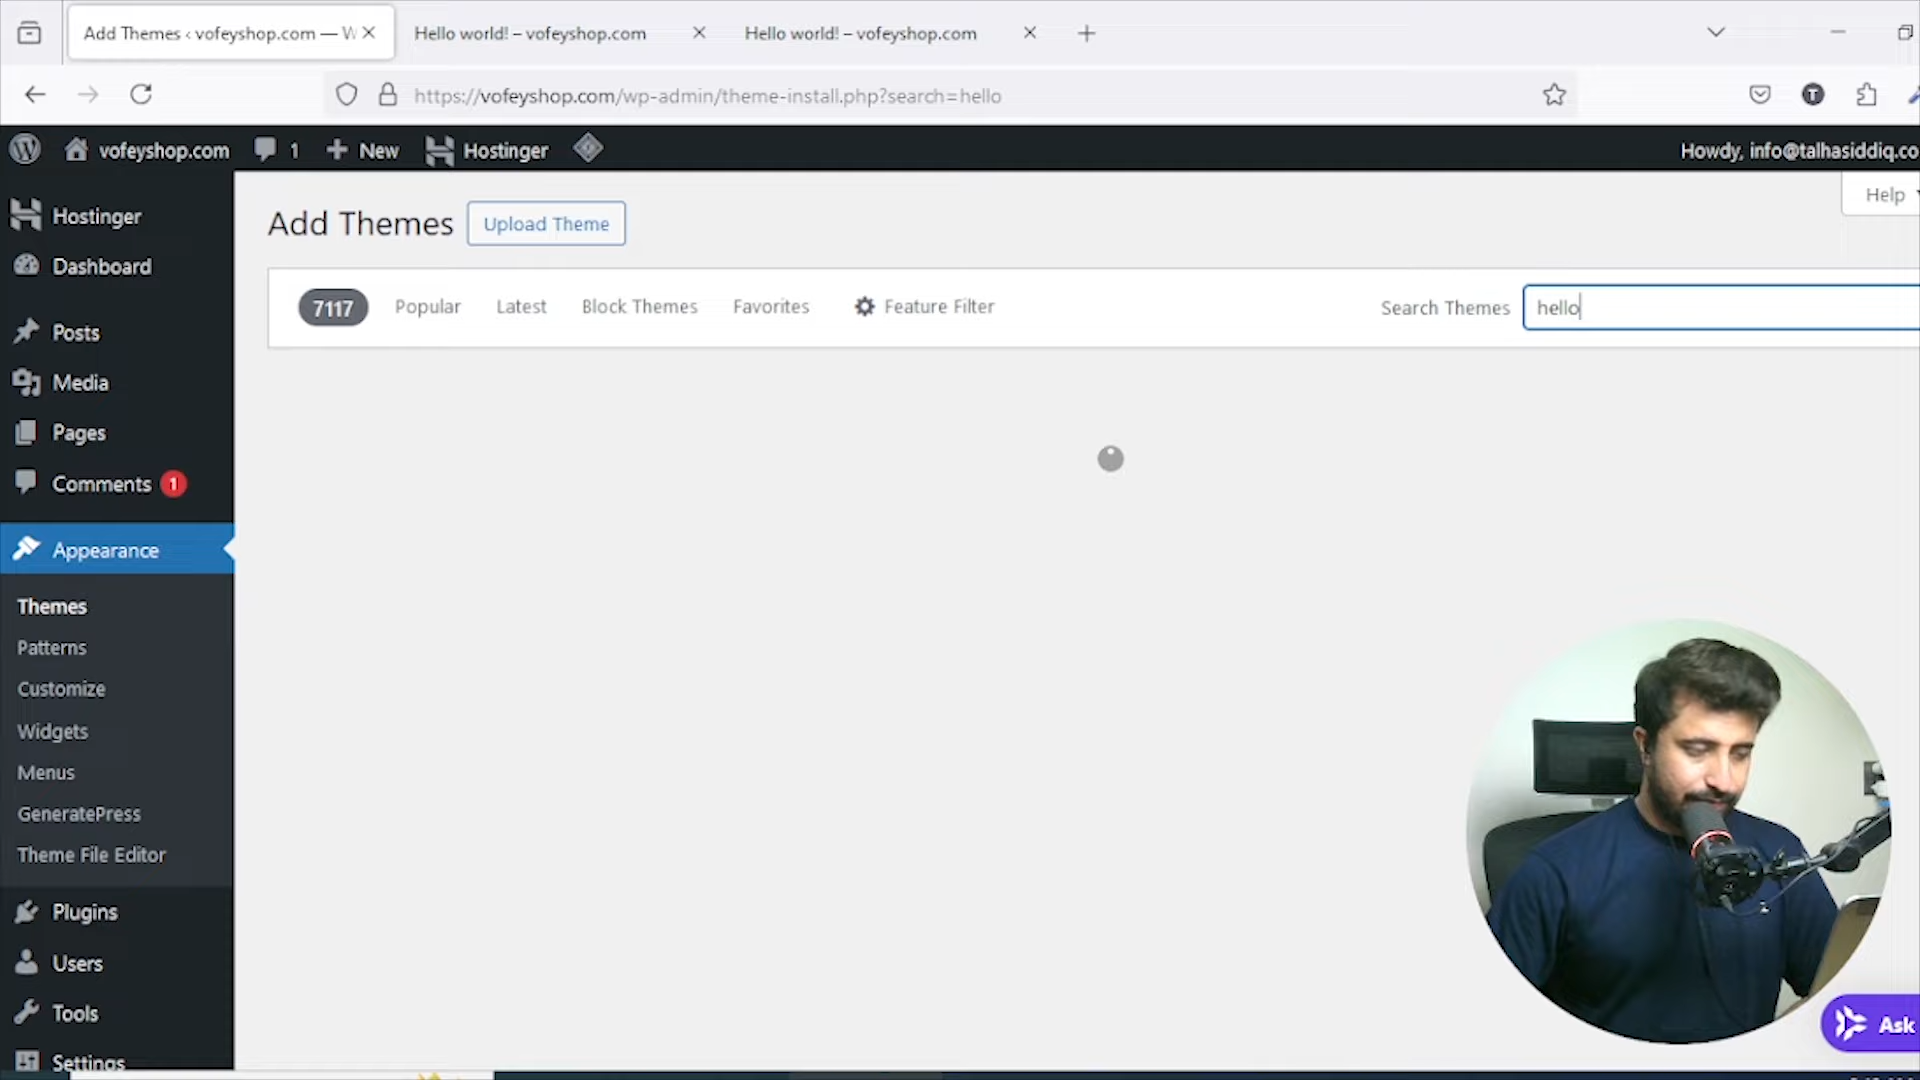 Add Themes ‹ vofeyshop.com — W
Hello world! – vofeyshop.com
Hello world! – vofeyshop.com
https://vofeyshop.com/wp-admin/theme-install.php?search=hello
T
vofeyshop.com
1
New
Hostinger
Howdy, info@talhasiddiq.co
Hostinger
Dashboard
Posts
Media
Pages
Comments 1
Appearance
Themes
Patterns
Customize
Widgets
Menus
GeneratePress
Theme File Editor
Plugins
Users
Tools
Settings
Help
Add Themes
Upload Theme
7117
Popular
Latest
Block Themes
Favorites
Feature Filter
Search Themes
hello
Ask